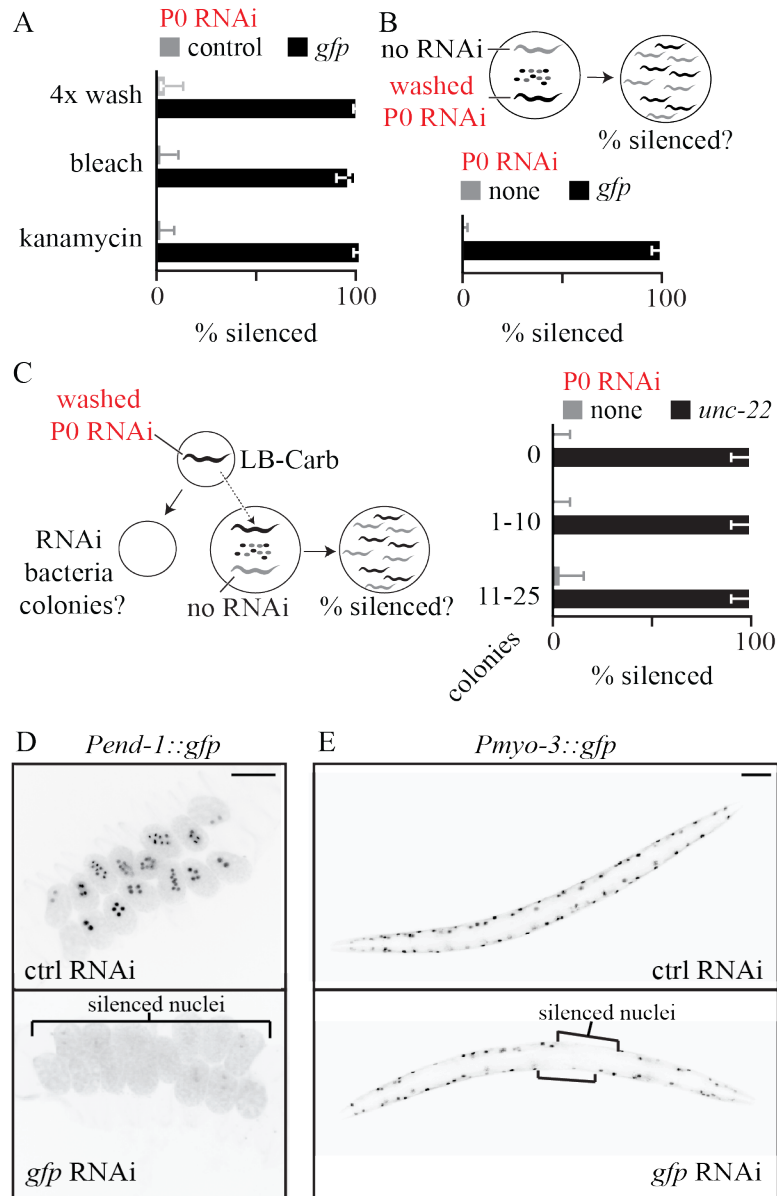 A
P0 RNAi
control gfp
4x wash
bleach
kanamycin
0 100
% silenced
B
no RNAi
washed
P0 RNAi
% silenced?
P0 RNAi
none gfp
0 100
% silenced
C
washed
P0 RNAi
LB-Carb
RNAi
bacteria
colonies?
no RNAi
% silenced?
P0 RNAi
none unc-22
0
1-10
11-25
colonies
0 100
% silenced
D Pend-1::gfp
ctrl RNAi
silenced nuclei
gfp RNAi
E Pmyo-3::gfp
ctrl RNAi
silenced nuclei
gfp RNAi